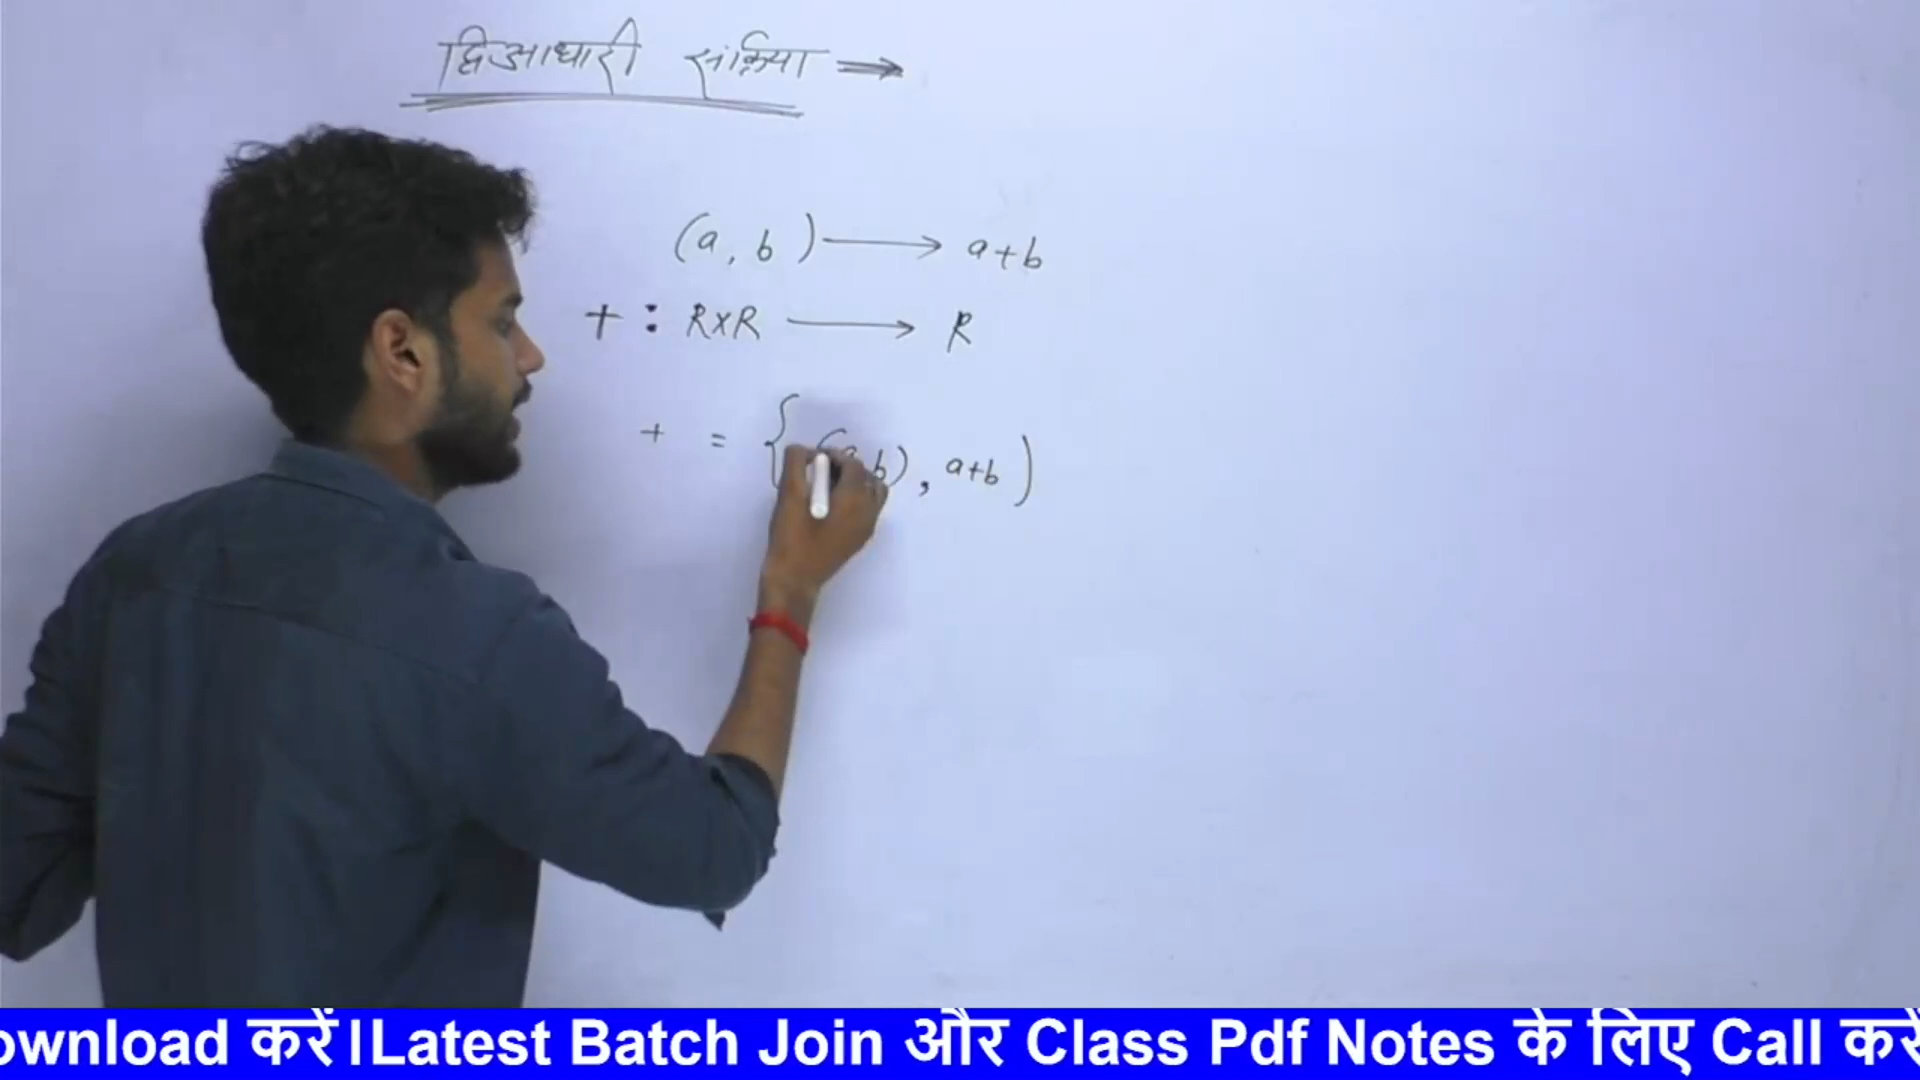 द्विआधारी संक्रिया →
(a, b) → a+b
+ : R×R → R
+ = { (a,b), a+b )
ownload करें।Latest Batch Join और Class Pdf Notes के लिए Call करें